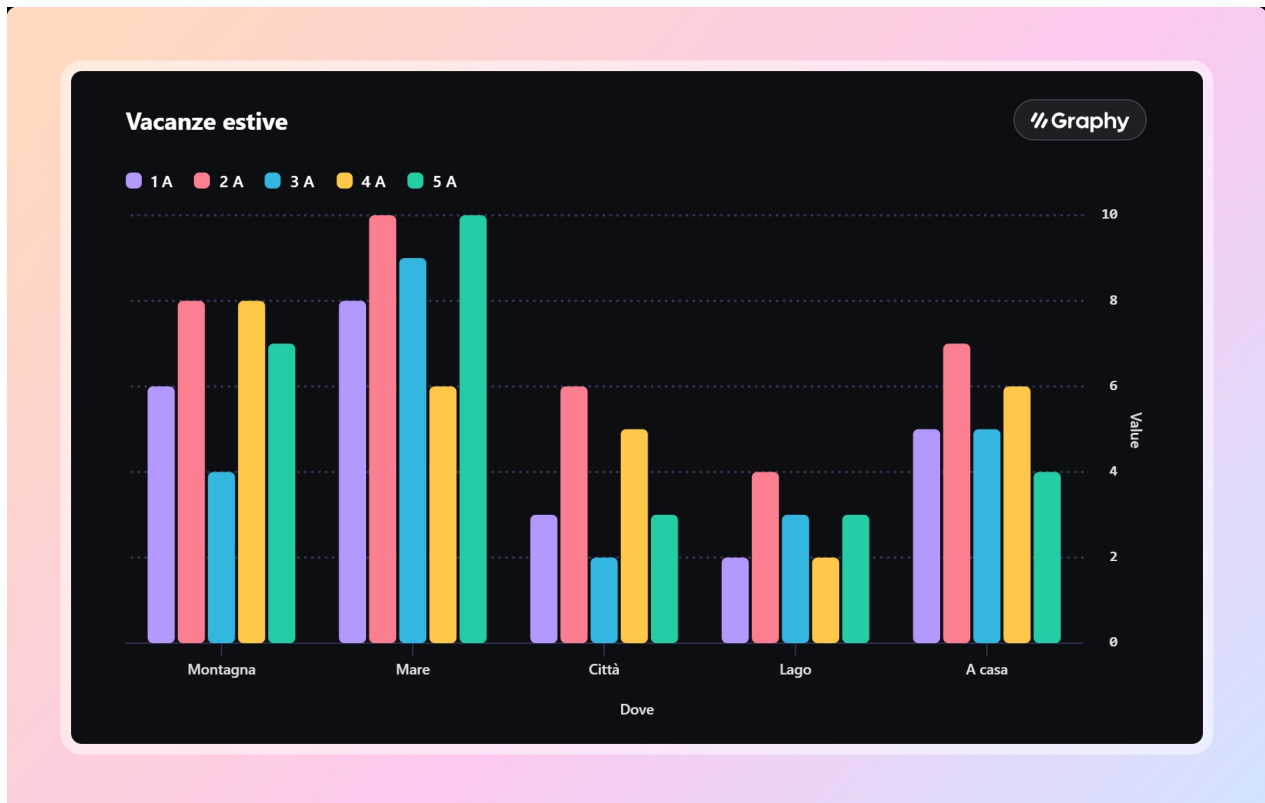 Vacanze estive
Graphy
1 A 2 A 3 A 4 A 5 A
10
8
6
4
2
0
Value
Montagna Mare Città Lago A casa
Dove